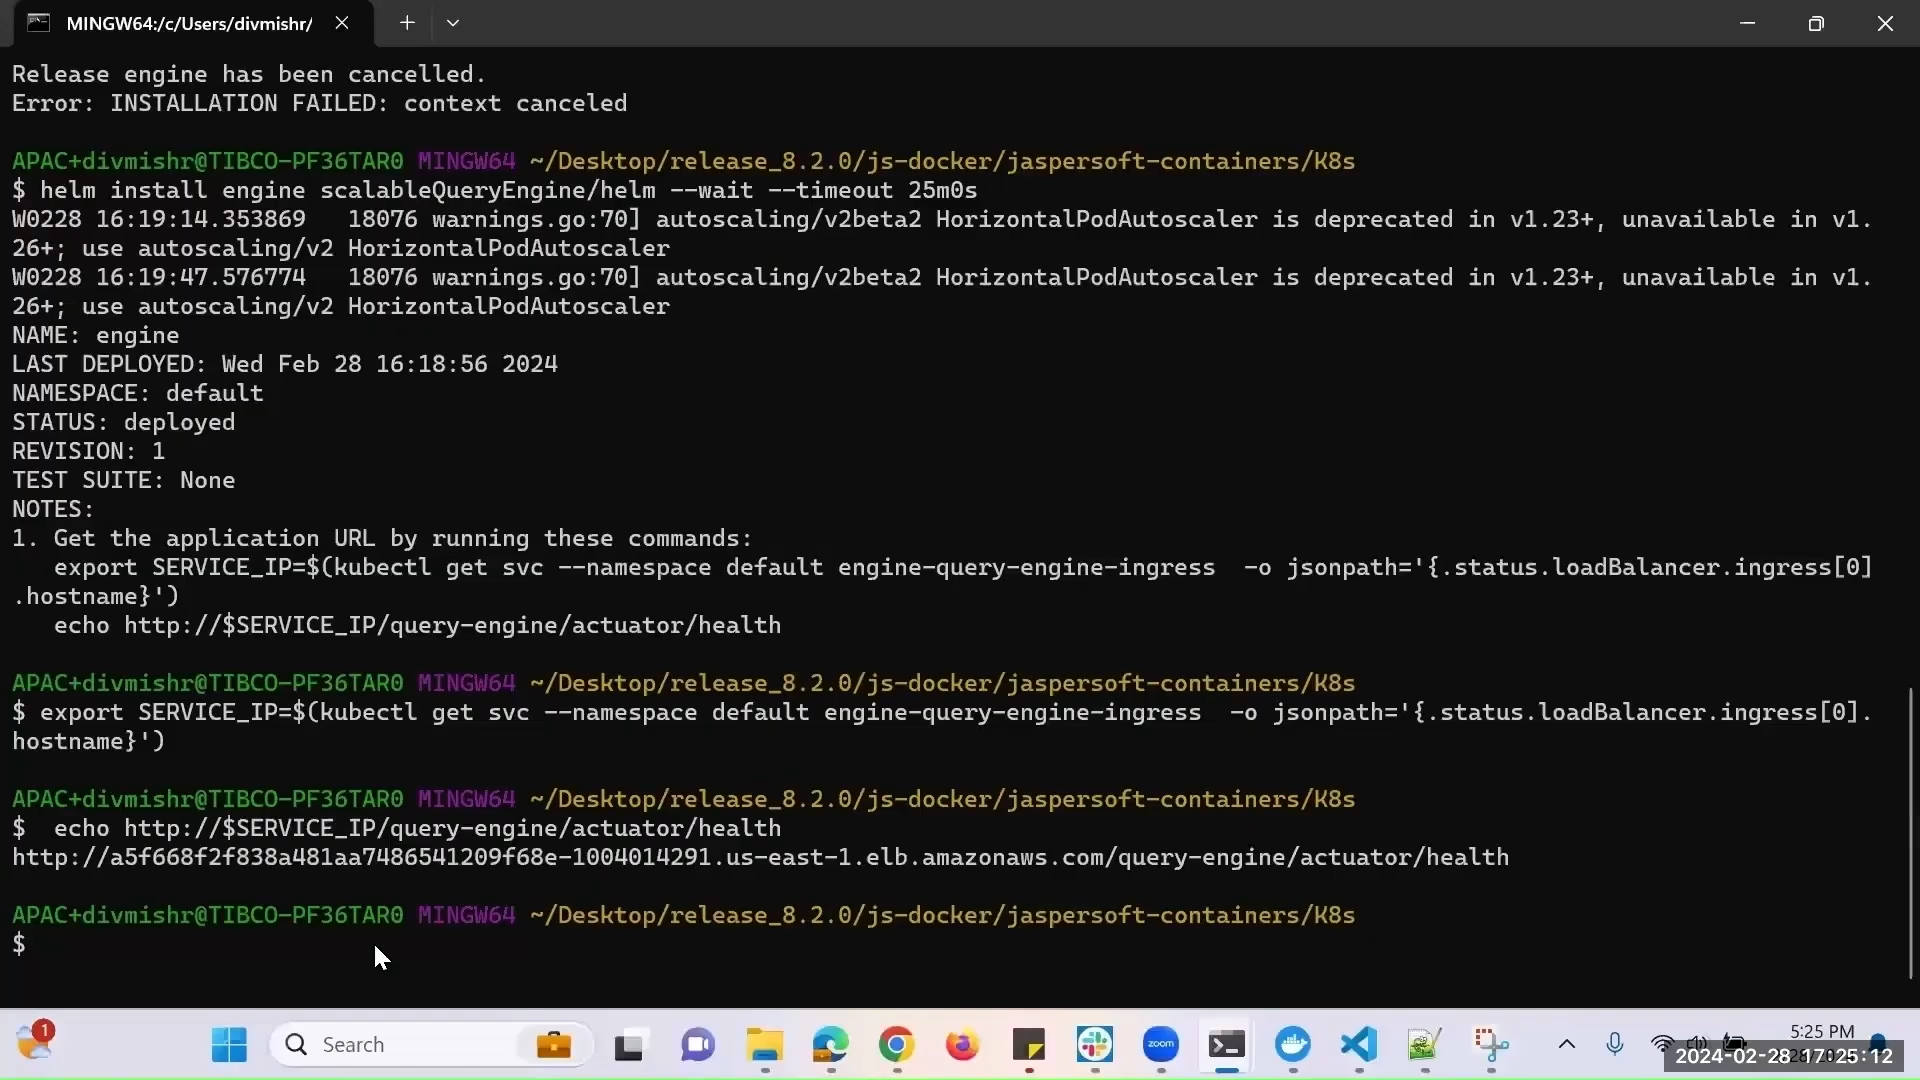 MINGW64:/c/Users/divmishr/
Release engine has been cancelled.
Error: INSTALLATION FAILED: context canceled
APAC+divmishr@TIBCO-PF36TAR0 MINGW64 ~/Desktop/release_8.2.0/js-docker/jaspersoft-containers/K8s
$ helm install engine scalableQueryEngine/helm --wait --timeout 25m0s
W0228 16:19:14.353869   18076 warnings.go:70] autoscaling/v2beta2 HorizontalPodAutoscaler is deprecated in v1.23+, unavailable in v1.
26+; use autoscaling/v2 HorizontalPodAutoscaler
W0228 16:19:47.576774   18076 warnings.go:70] autoscaling/v2beta2 HorizontalPodAutoscaler is deprecated in v1.23+, unavailable in v1.
26+; use autoscaling/v2 HorizontalPodAutoscaler
NAME: engine
LAST DEPLOYED: Wed Feb 28 16:18:56 2024
NAMESPACE: default
STATUS: deployed
REVISION: 1
TEST SUITE: None
NOTES:
1. Get the application URL by running these commands:
   export SERVICE_IP=$(kubectl get svc --namespace default engine-query-engine-ingress  -o jsonpath='{.status.loadBalancer.ingress[0]
.hostname}')
   echo http://$SERVICE_IP/query-engine/actuator/health
APAC+divmishr@TIBCO-PF36TAR0 MINGW64 ~/Desktop/release_8.2.0/js-docker/jaspersoft-containers/K8s
$ export SERVICE_IP=$(kubectl get svc --namespace default engine-query-engine-ingress  -o jsonpath='{.status.loadBalancer.ingress[0].
hostname}')
APAC+divmishr@TIBCO-PF36TAR0 MINGW64 ~/Desktop/release_8.2.0/js-docker/jaspersoft-containers/K8s
$  echo http://$SERVICE_IP/query-engine/actuator/health
http://a5f668f2f838a481aa7486541209f68e-1004014291.us-east-1.elb.amazonaws.com/query-engine/actuator/health
APAC+divmishr@TIBCO-PF36TAR0 MINGW64 ~/Desktop/release_8.2.0/js-docker/jaspersoft-containers/K8s
$
1
Search
zoom
5:25 PM
2024-02-28 17:25:12